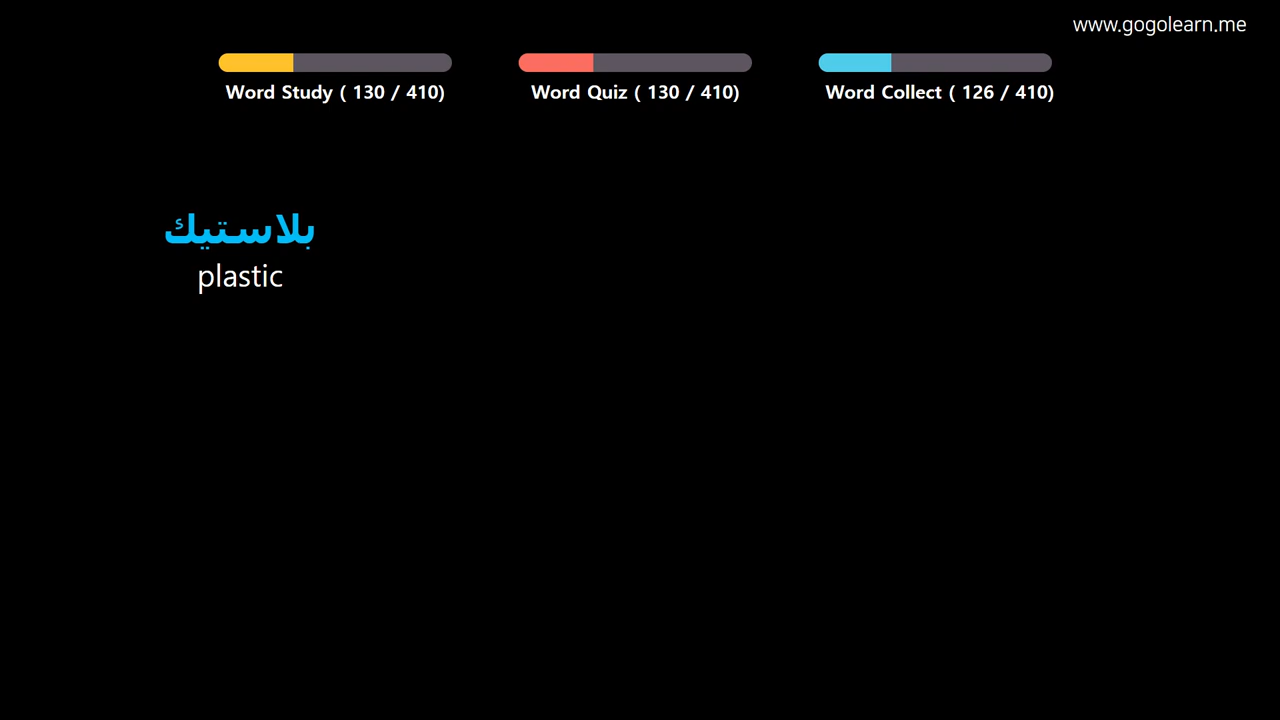 www.gogolearn.me
Word Study ( 130 / 410)
Word Quiz ( 130 / 410)
Word Collect ( 126 / 410)
بلاستيك
plastic